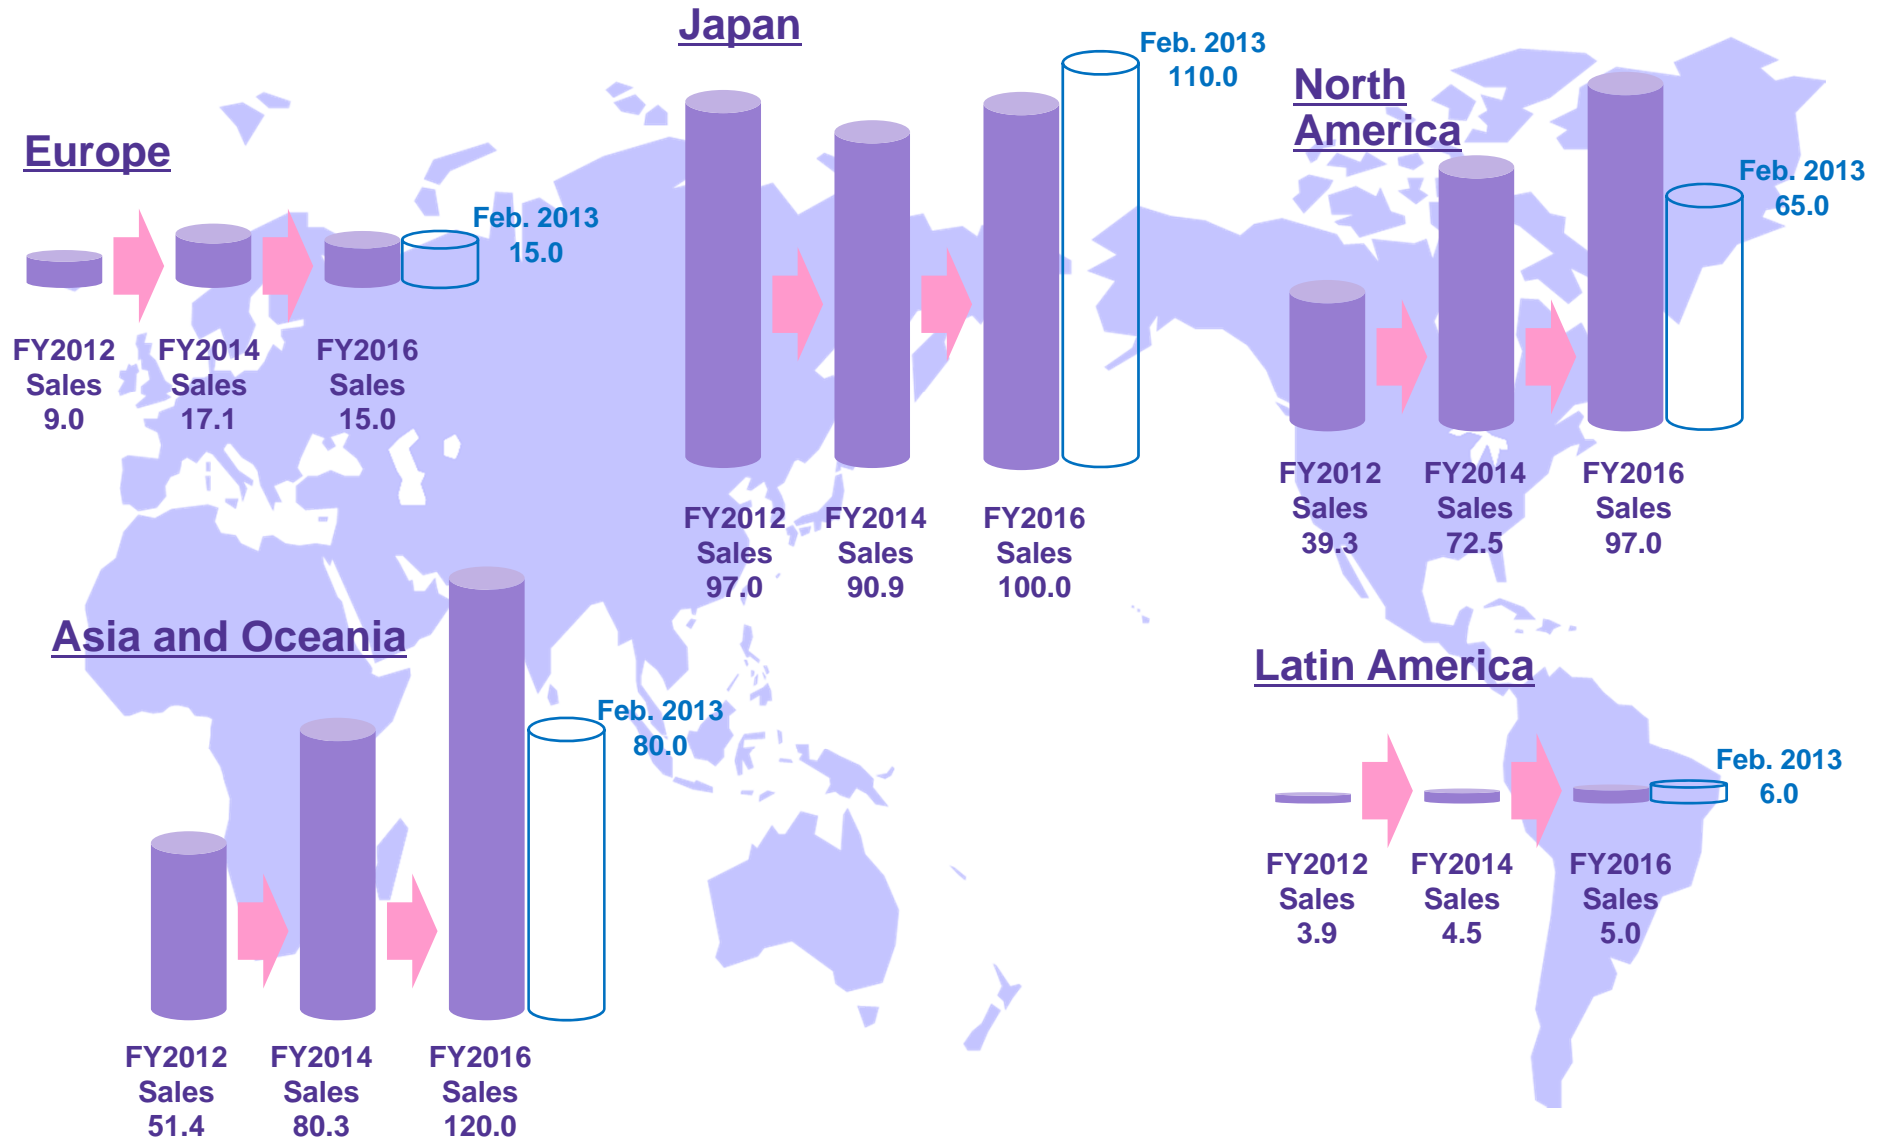 Japan
Feb. 2013
110.0
FY2012
Sales
97.0
FY2014
Sales
90.9
FY2016
Sales
100.0
North
America
Feb. 2013
65.0
FY2012
Sales
39.3
FY2014
Sales
72.5
FY2016
Sales
97.0
Europe
Feb. 2013
15.0
FY2012
Sales
9.0
FY2014
Sales
17.1
FY2016
Sales
15.0
Asia and Oceania
Feb. 2013
80.0
FY2012
Sales
51.4
FY2014
Sales
80.3
FY2016
Sales
120.0
Latin America
Feb. 2013
6.0
FY2012
Sales
3.9
FY2014
Sales
4.5
FY2016
Sales
5.0